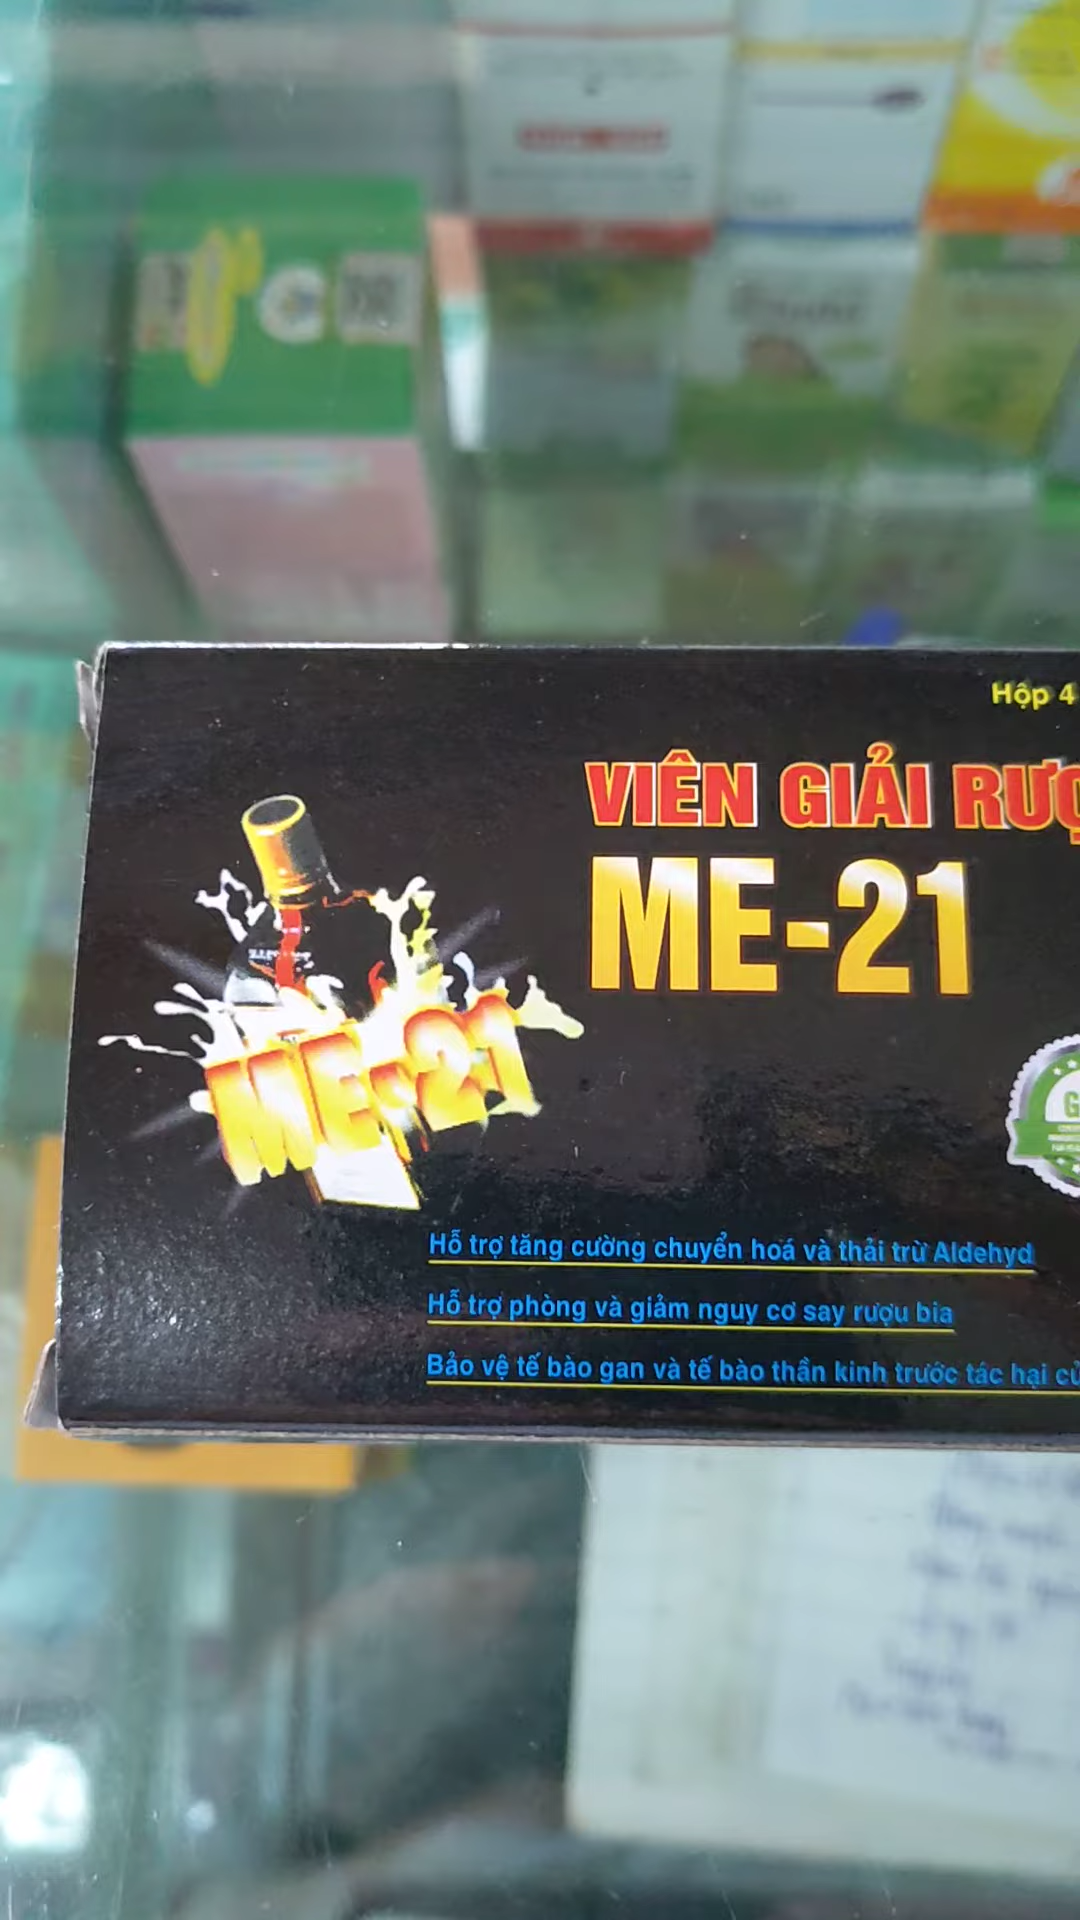 Hộp 4
VIÊN GIẢI RƯỢ
ME-21
ME-21
G
Hỗ trợ tăng cường chuyển hoá và thải trừ Aldehyd
Hỗ trợ phòng và giảm nguy cơ say rượu bia
Bảo vệ tế bào gan và tế bào thần kinh trước tác hại củ